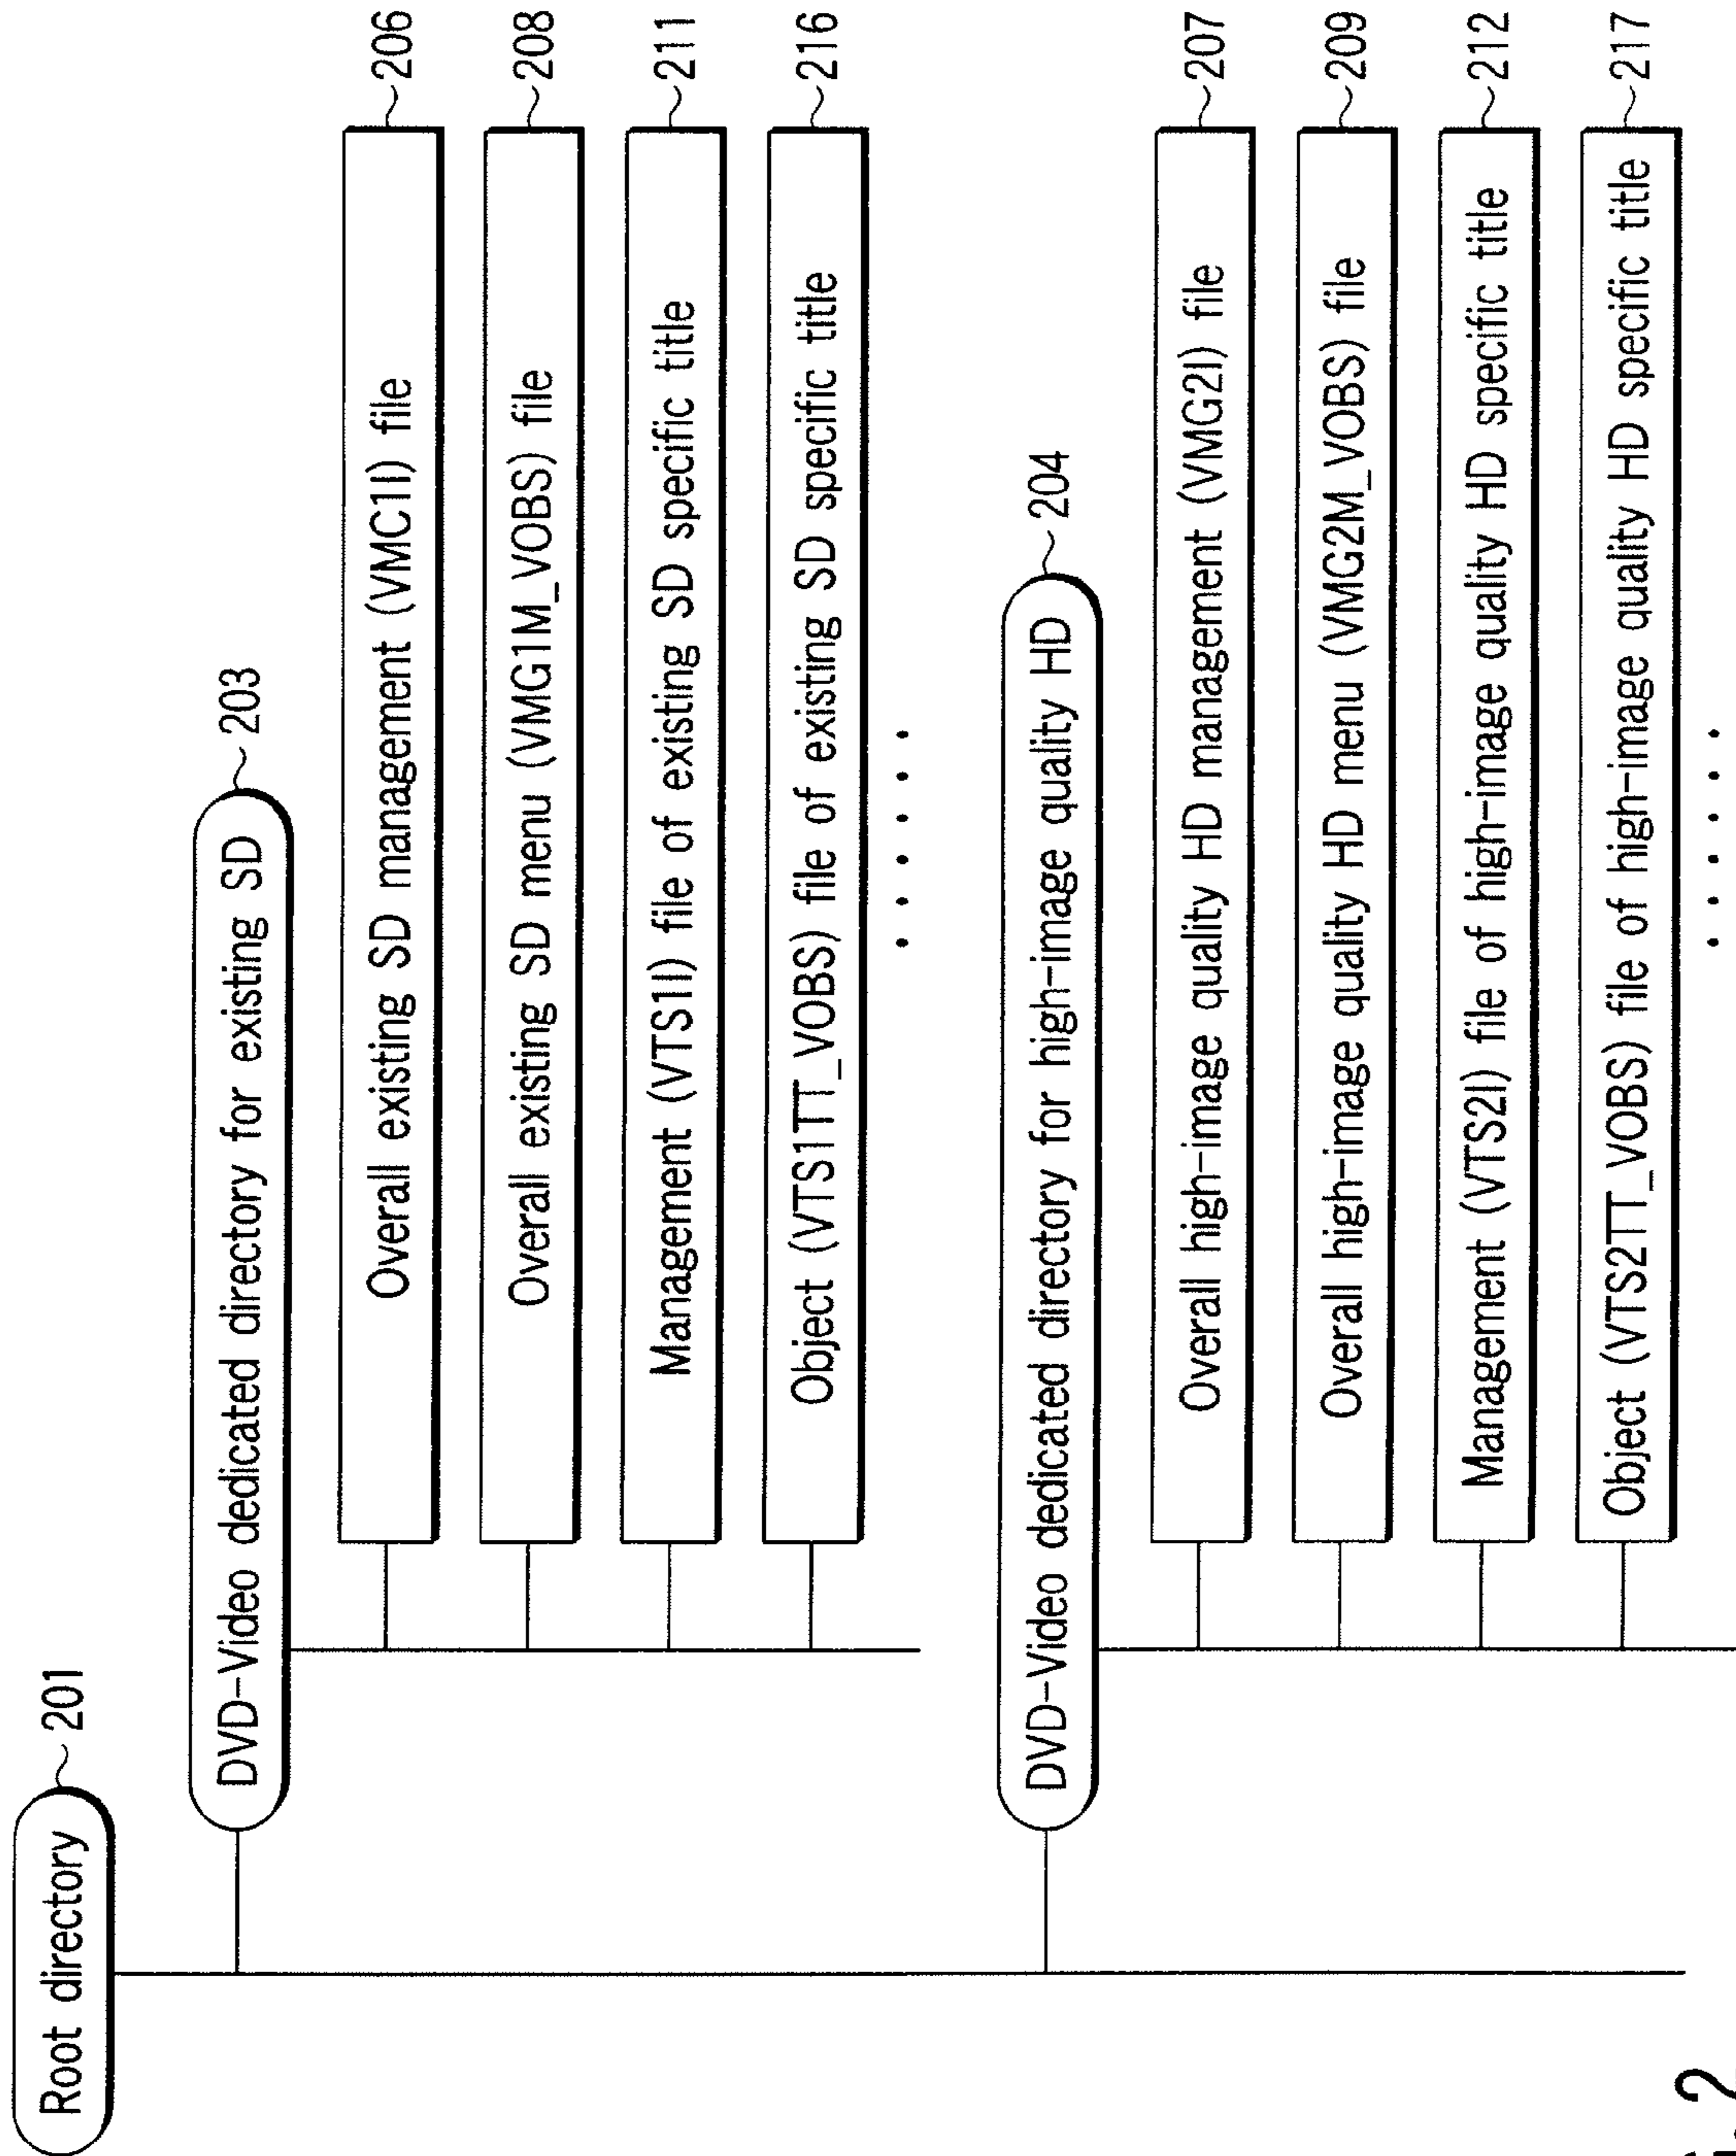 Root directory 201
DVD-Video dedicated directory for existing SD 203
Overall existing SD management (VMC1I) file 206
Overall existing SD menu (VMG1M_VOBS) file 208
Management (VTS1I) file of existing SD specific title 211
Object (VTS1TT_VOBS) file of existing SD specific title 216
DVD-Video dedicated directory for high-image quality HD 204
Overall high-image quality HD management (VMG2I) file 207
Overall high-image quality HD menu (VMG2M_VOBS) file 209
Management (VTS2I) file of high-image quality HD specific title 212
Object (VTS2TT_VOBS) file of high-image quality HD specific title 217
2